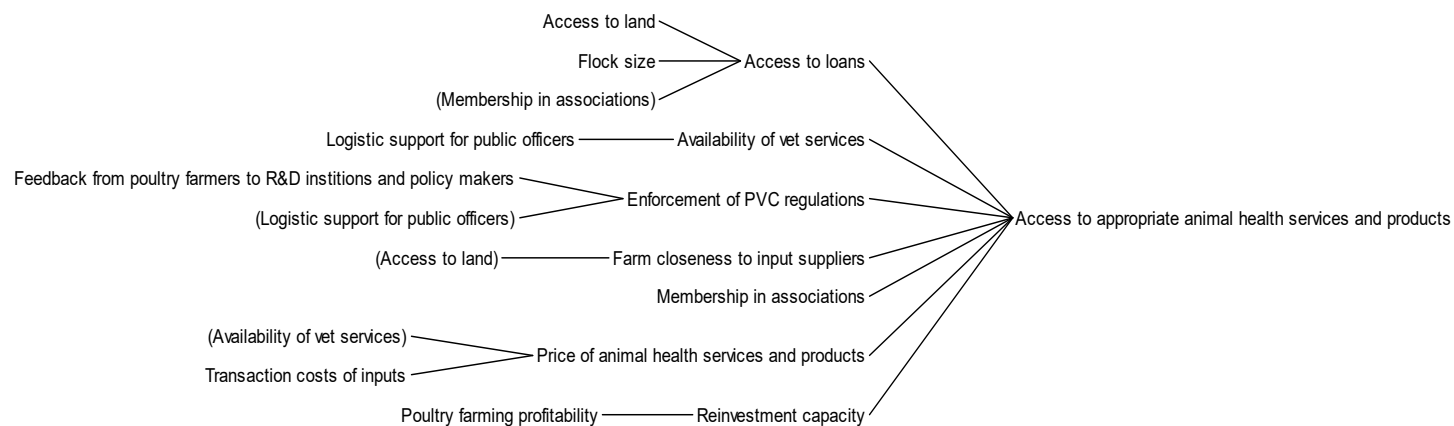 Access to land
Flock size
Access to loans
(Membership in associations)
Logistic support for public officers
Availability of vet services
Feedback from poultry farmers to R&D institions and policy makers
Enforcement of PVC regulations
(Logistic support for public officers)
Access to appropriate animal health services and products
(Access to land)
Farm closeness to input suppliers
Membership in associations
(Availability of vet services)
Price of animal health services and products
Transaction costs of inputs
Poultry farming profitability
Reinvestment capacity